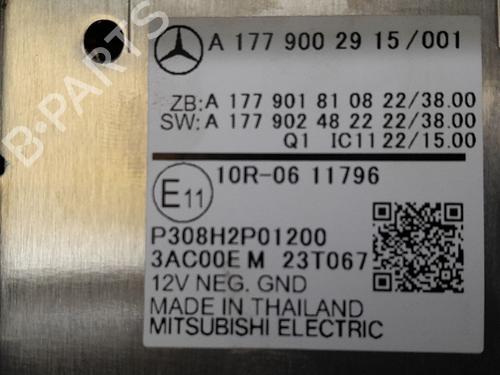 A 177 900 29 15/001
ZB: A 177 901 81 08 22/38.00
SW: A 177 902 48 22 22/38.00
Q1 IC11 22/15.00
E11 10R-06 11796
P308H2P01200
3AC00E M 23T067
12V NEG. GND
MADE IN THAILAND
MITSUBISHI ELECTRIC
B-PARTS